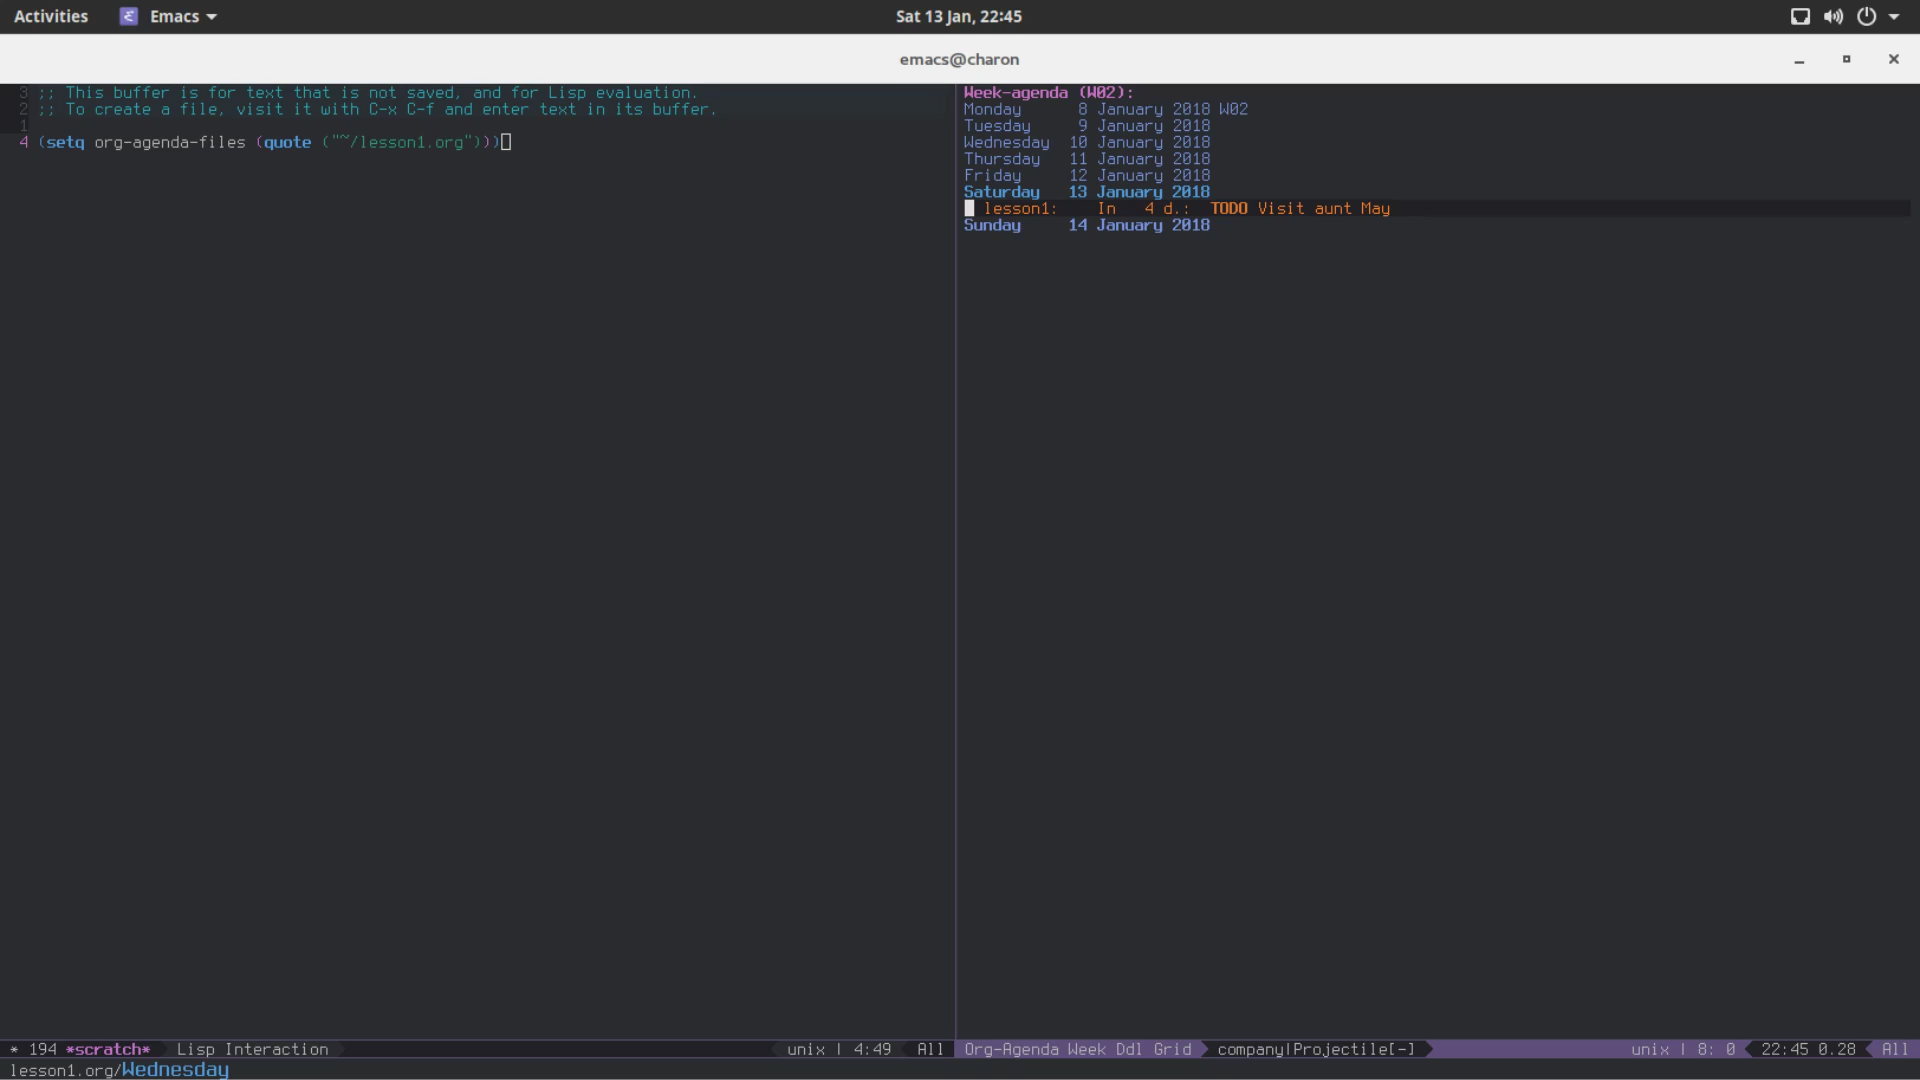 Activities Emacs Sat 13 Jan, 22:45
emacs@charon
3 ;; This buffer is for text that is not saved, and for Lisp evaluation.
2 ;; To create a file, visit it with C-x C-f and enter text in its buffer.
1
4 (setq org-agenda-files (quote ("~/lesson1.org")))
Week-agenda (W02):
Monday 8 January 2018 W02
Tuesday 9 January 2018
Wednesday 10 January 2018
Thursday 11 January 2018
Friday 12 January 2018
Saturday 13 January 2018
lesson1: In 4 d.: TODO Visit aunt May
Sunday 14 January 2018
* 194 *scratch* Lisp Interaction unix | 4:49 All
Org-Agenda Week Ddl Grid company|Projectile[-] unix | 8: 0 22:45 0.28 All
lesson1.org/Wednesday